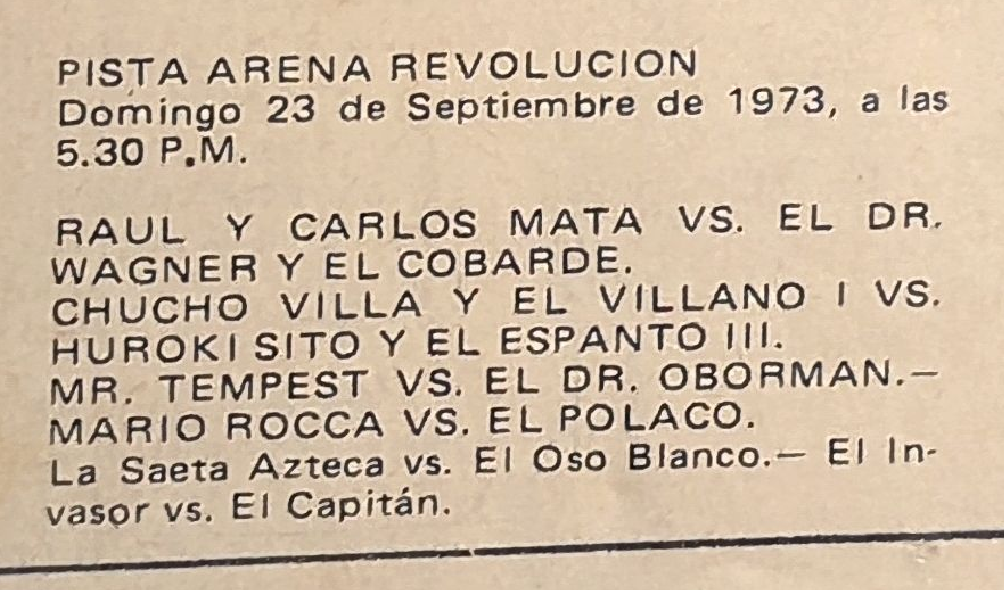 PISTA ARENA REVOLUCION
Domingo 23 de Septiembre de 1973, a las
5.30 P.M.
RAUL Y CARLOS MATA VS. EL DR.
WAGNER Y EL COBARDE.
CHUCHO VILLA Y EL VILLANO I VS.
HUROKI SITO Y EL ESPANTO III.
MR. TEMPEST VS. EL DR. OBORMAN.—
MARIO ROCCA VS. EL POLACO.
La Saeta Azteca vs. El Oso Blanco.— El In-
vasor vs. El Capitán.